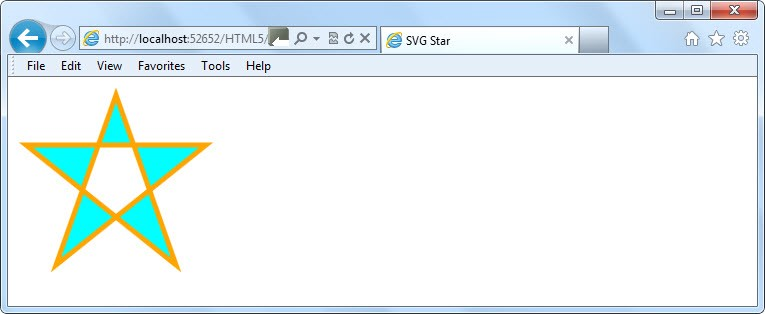 http://localhost:52652/HTML5/
SVG Star
File Edit View Favorites Tools Help